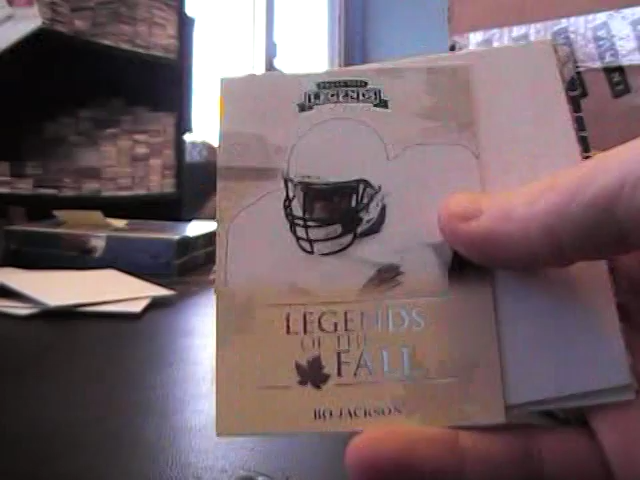 LEGENDS
LEGENDS
OF THE
FALL
BO JACKSON